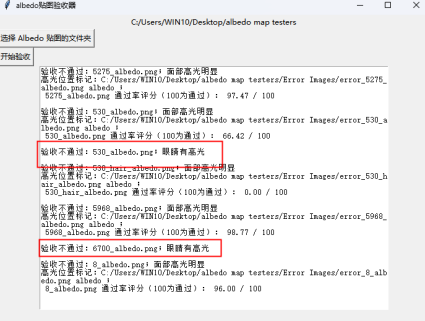 albedo贴图验收器
C:/Users/WIN10/Desktop/albedo map testers
选择 Albedo 贴图的文件夹
开始验收
验收不通过：5275_albedo.png；面部高光明显
高光位置标记：C:/Users/WIN10/Desktop/albedo map testers/Error Images/error_5275_
albedo.png albedo ；
5275_albedo.png 通过率评分（100为通过）： 97.47 / 100
验收不通过：530_albedo.png；面部高光明显
高光位置标记：C:/Users/WIN10/Desktop/albedo map testers/Error Images/error_530_a
lbedo.png albedo ；
530_albedo.png 通过率评分（100为通过）： 66.42 / 100
验收不通过：530_albedo.png；眼睛有高光
验收不通过：530_hair_albedo.png；面部高光明显
高光位置标记：C:/Users/WIN10/Desktop/albedo map testers/Error Images/error_530_h
air_albedo.png albedo ；
530_hair_albedo.png 通过率评分（100为通过）： 0.00 / 100
验收不通过：5968_albedo.png；面部高光明显
高光位置标记：C:/Users/WIN10/Desktop/albedo map testers/Error Images/error_5968_
albedo.png albedo ；
5968_albedo.png 通过率评分（100为通过）： 98.77 / 100
验收不通过：6700_albedo.png；眼睛有高光
验收不通过：8_albedo.png；面部高光明显
高光位置标记：C:/Users/WIN10/Desktop/albedo map testers/Error Images/error_8_alb
edo.png albedo ；
8_albedo.png 通过率评分（100为通过）： 96.00 / 100